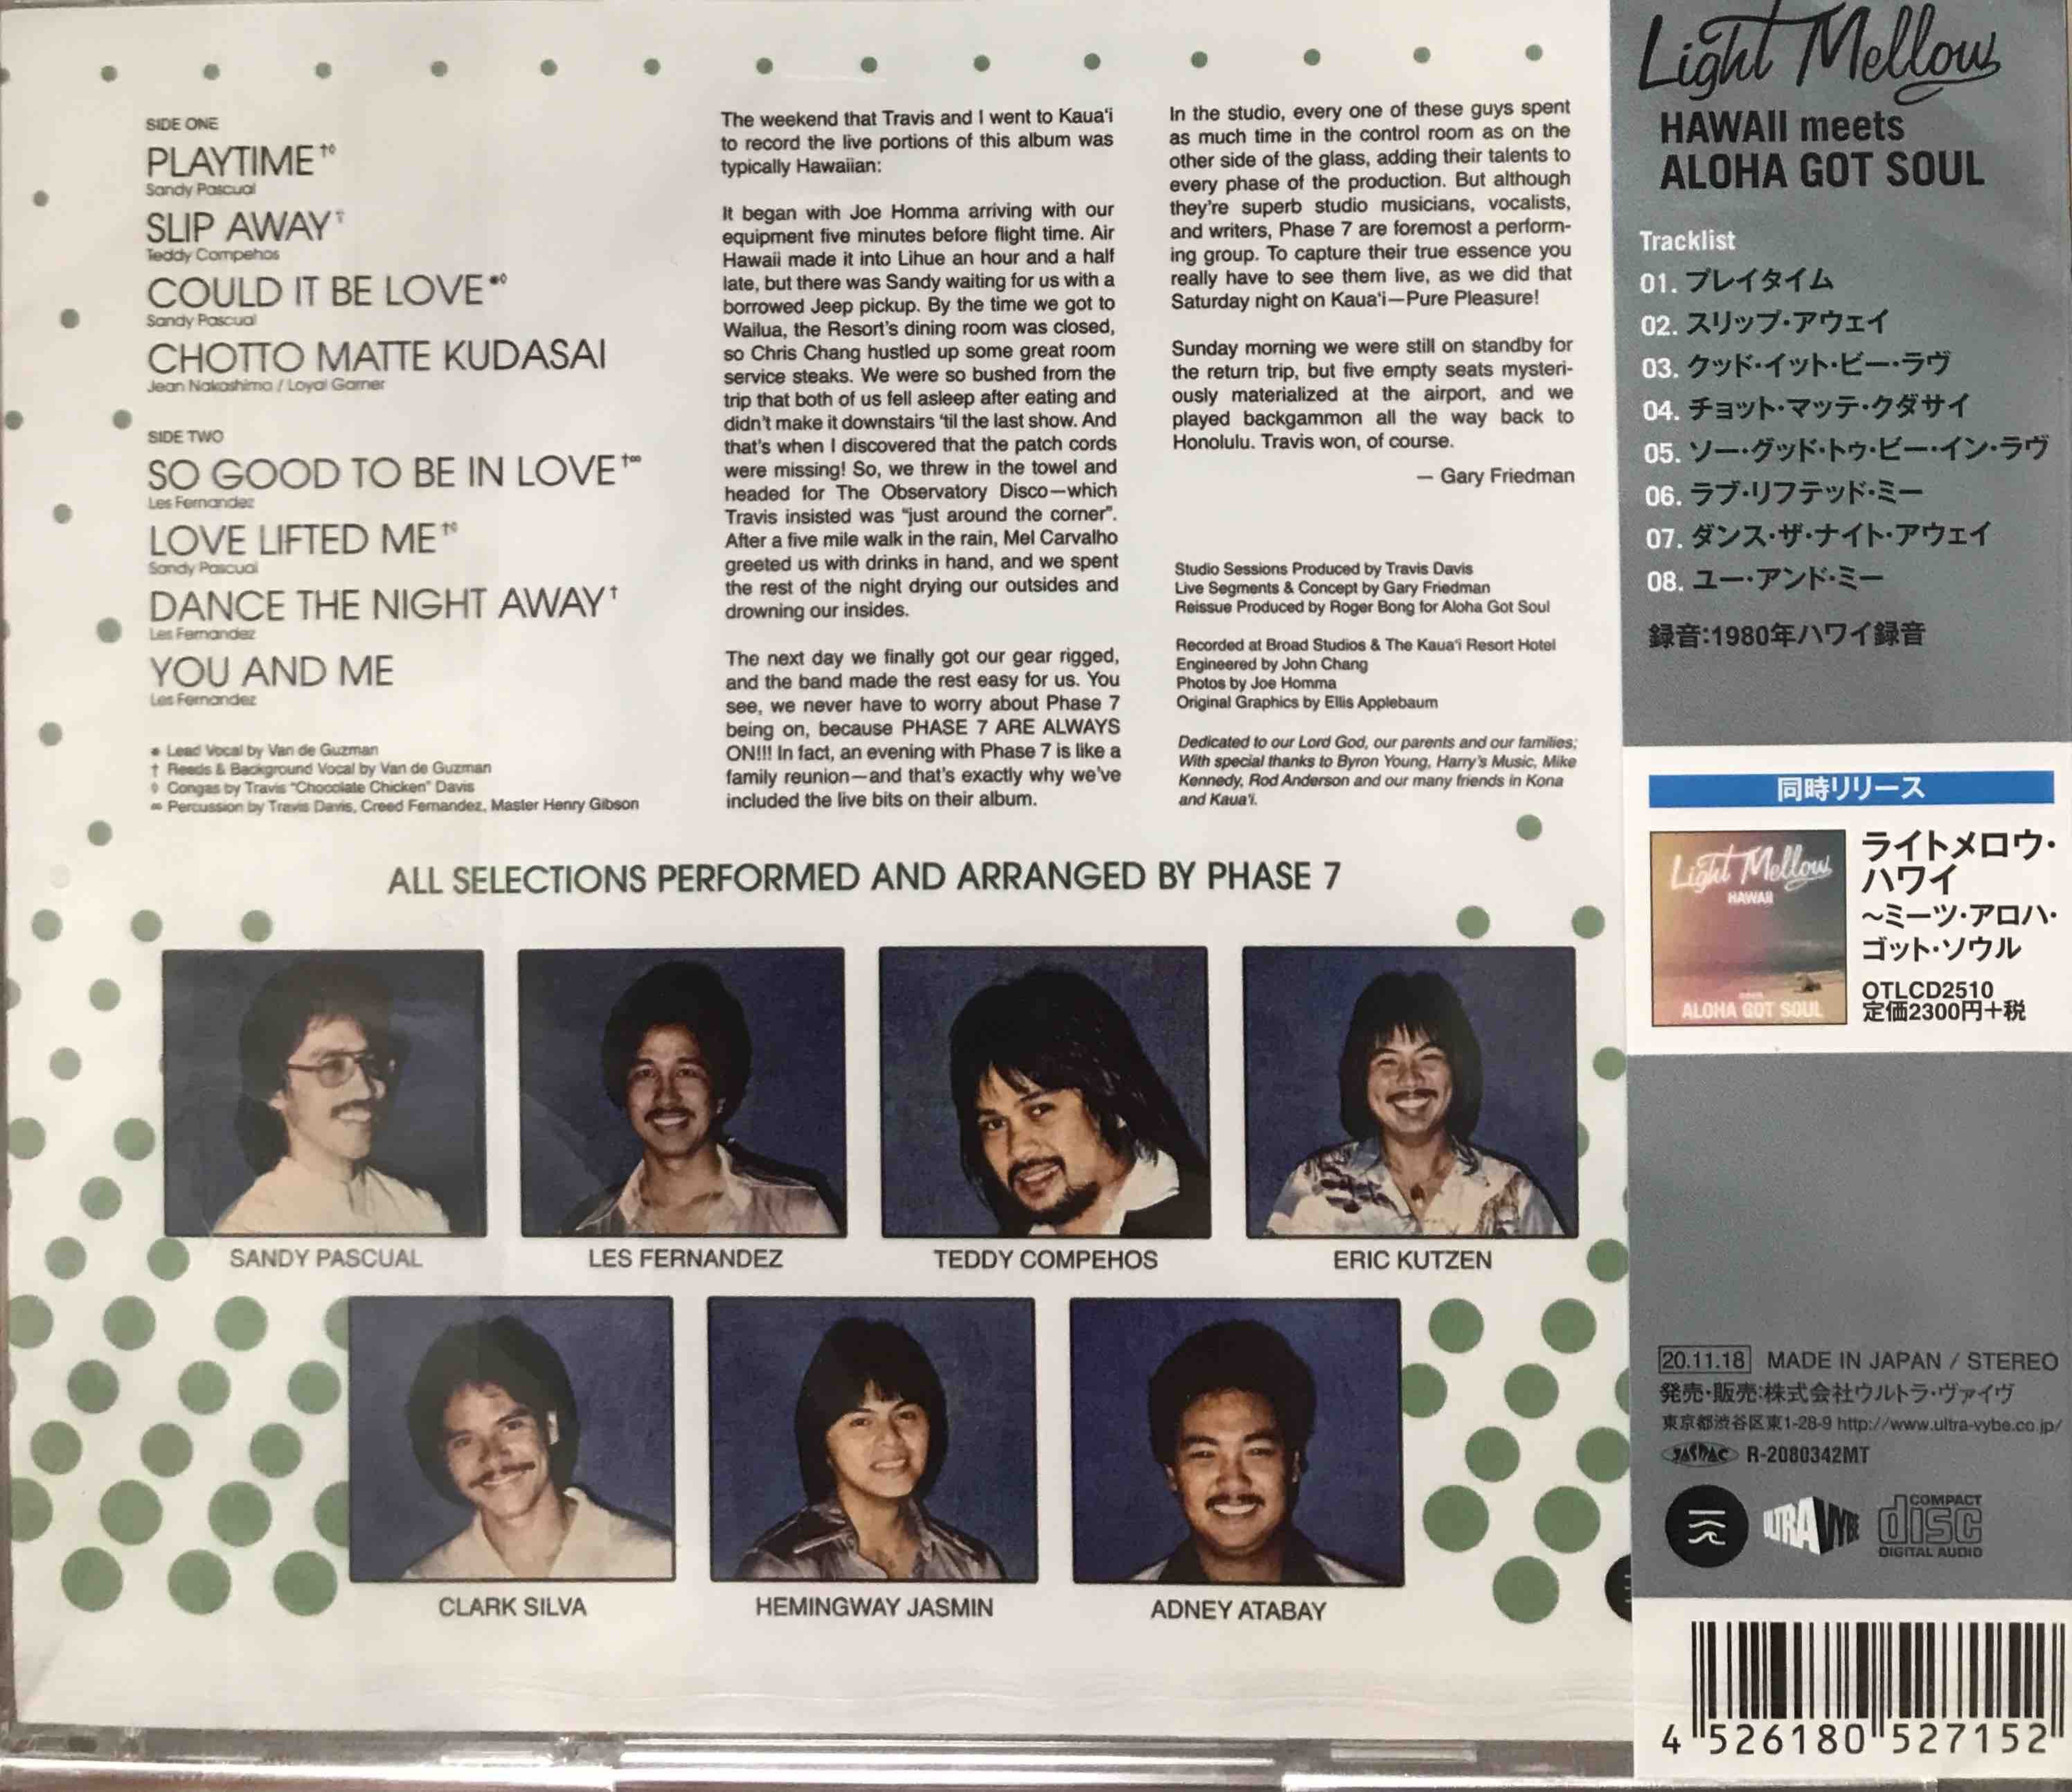 SIDE ONE
PLAYTIME†◊
Sandy Pascual
SLIP AWAY†
Teddy Compehos
COULD IT BE LOVE*◊
Sandy Pascual
CHOTTO MATTE KUDASAI
Jean Nakashima / Loyal Garner
SIDE TWO
SO GOOD TO BE IN LOVE†∞
Les Fernandez
LOVE LIFTED ME†◊
Sandy Pascual
DANCE THE NIGHT AWAY†
Les Fernandez
YOU AND ME
Les Fernandez
* Lead Vocal by Van de Guzman
† Reeds & Background Vocal by Van de Guzman
◊ Congas by Travis "Chocolate Chicken" Davis
∞ Percussion by Travis Davis, Creed Fernandez, Master Henry Gibson
The weekend that Travis and I went to Kaua'i
to record the live portions of this album was
typically Hawaiian:
It began with Joe Homma arriving with our
equipment five minutes before flight time. Air
Hawaii made it into Lihue an hour and a half
late, but there was Sandy waiting for us with a
borrowed Jeep pickup. By the time we got to
Wailua, the Resort's dining room was closed,
so Chris Chang hustled up some great room
service steaks. We were so bushed from the
trip that both of us fell asleep after eating and
didn't make it downstairs 'til the last show. And
that's when I discovered that the patch cords
were missing! So, we threw in the towel and
headed for The Observatory Disco—which
Travis insisted was "just around the corner".
After a five mile walk in the rain, Mel Carvalho
greeted us with drinks in hand, and we spent
the rest of the night drying our outsides and
drowning our insides.
The next day we finally got our gear rigged,
and the band made the rest easy for us. You
see, we never have to worry about Phase 7
being on, because PHASE 7 ARE ALWAYS
ON!!! In fact, an evening with Phase 7 is like a
family reunion—and that's exactly why we've
included the live bits on their album.
In the studio, every one of these guys spent
as much time in the control room as on the
other side of the glass, adding their talents to
every phase of the production. But although
they're superb studio musicians, vocalists,
and writers, Phase 7 are foremost a perform-
ing group. To capture their true essence you
really have to see them live, as we did that
Saturday night on Kaua'i—Pure Pleasure!
Sunday morning we were still on standby for
the return trip, but five empty seats mysteri-
ously materialized at the airport, and we
played backgammon all the way back to
Honolulu. Travis won, of course.
— Gary Friedman
Studio Sessions Produced by Travis Davis
Live Segments & Concept by Gary Friedman
Reissue Produced by Roger Bong for Aloha Got Soul
Recorded at Broad Studios & The Kaua'i Resort Hotel
Engineered by John Chang
Photos by Joe Homma
Original Graphics by Ellis Applebaum
Dedicated to our Lord God, our parents and our families;
With special thanks to Byron Young, Harry's Music, Mike
Kennedy, Rod Anderson and our many friends in Kona
and Kaua'i.
ALL SELECTIONS PERFORMED AND ARRANGED BY PHASE 7
SANDY PASCUAL
LES FERNANDEZ
TEDDY COMPEHOS
ERIC KUTZEN
CLARK SILVA
HEMINGWAY JASMIN
ADNEY ATABAY
Light Mellow
HAWAII meets
ALOHA GOT SOUL
Tracklist
01. プレイタイム
02. スリップ・アウェイ
03. クッド・イット・ビー・ラヴ
04. チョット・マッテ・クダサイ
05. ソー・グッド・トゥ・ビー・イン・ラヴ
06. ラブ・リフテッド・ミー
07. ダンス・ザ・ナイト・アウェイ
08. ユー・アンド・ミー
録音:1980年ハワイ録音
同時リリース
Light Mellow
HAWAII
meets
ALOHA GOT SOUL
ライトメロウ・
ハワイ
～ミーツ・アロハ・
ゴット・ソウル
OTLCD2510
定価2300円+税
20.11.18 MADE IN JAPAN / STEREO
発売・販売:株式会社ウルトラ・ヴァイヴ
東京都渋谷区東1-28-9 http://www.ultra-vybe.co.jp/
JASRAC R-2080342MT
ULTRA VYBE
COMPACT
disc
DIGITAL AUDIO
4 526180 527152